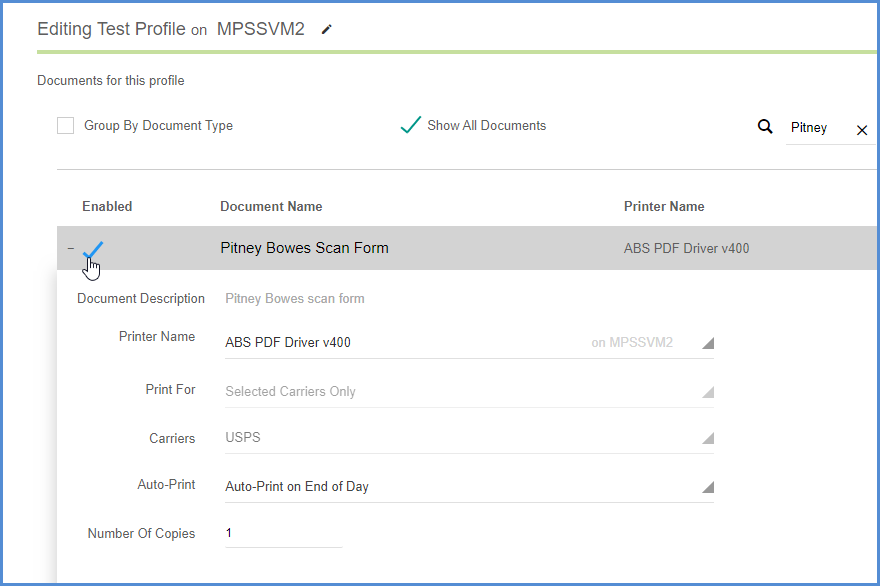 Editing Test Profile on MPSSVM2
Documents for this profile
Group By Document Type Show All Documents Pitney
Enabled Document Name Printer Name
Pitney Bowes Scan Form ABS PDF Driver v400
Document Description Pitney Bowes scan form
Printer Name ABS PDF Driver v400 on MPSSVM2
Print For Selected Carriers Only
Carriers USPS
Auto-Print Auto-Print on End of Day
Number Of Copies 1